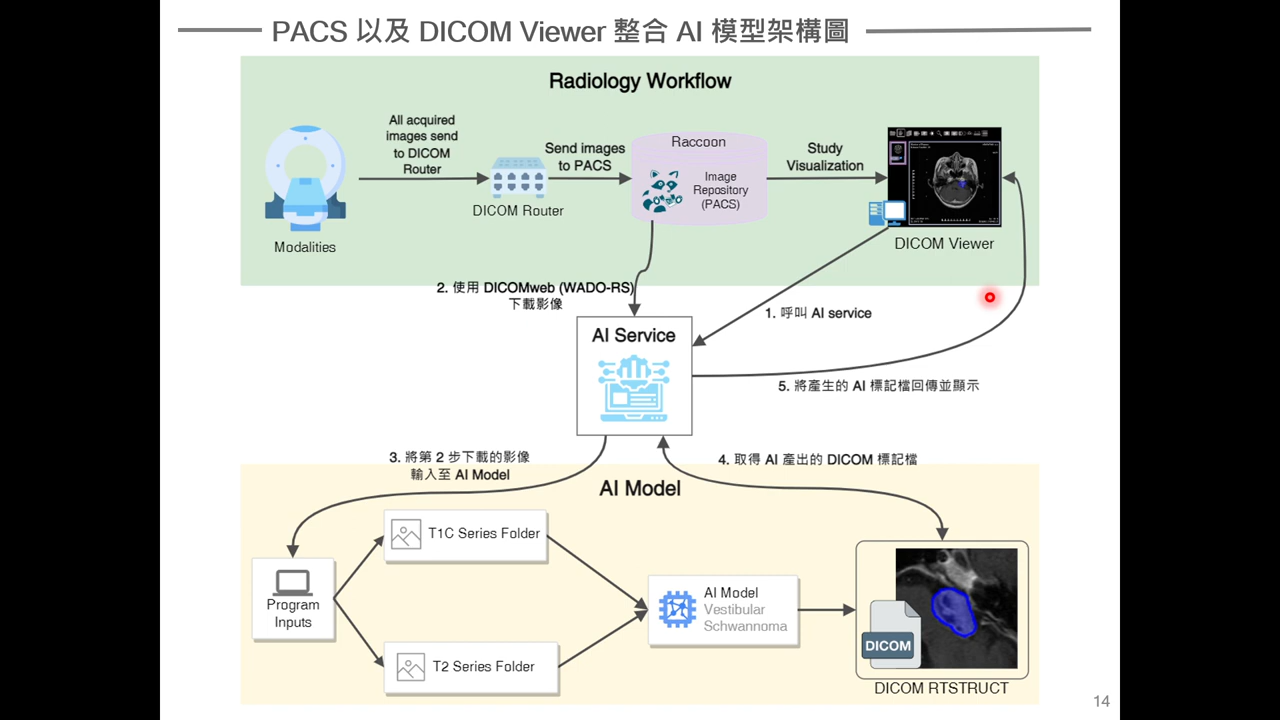 PACS 以及 DICOM Viewer 整合 AI 模型架構圖
Radiology Workflow
All acquired
images send
to DICOM
Router
Send images
to PACS
Raccoon
Image
Repository
(PACS)
Study
Visualization
Modalities
DICOM Router
DICOM Viewer
2. 使用 DICOMweb (WADO-RS)
下載影像
1. 呼叫 AI service
AI Service
5. 將產生的 AI 標記檔回傳並顯示
3. 將第 2 步下載的影像
輸入至 AI Model
4. 取得 AI 產出的 DICOM 標記檔
AI Model
T1C Series Folder
Program
Inputs
AI Model
Vestibular
Schwannoma
T2 Series Folder
DICOM
DICOM RTSTRUCT
14